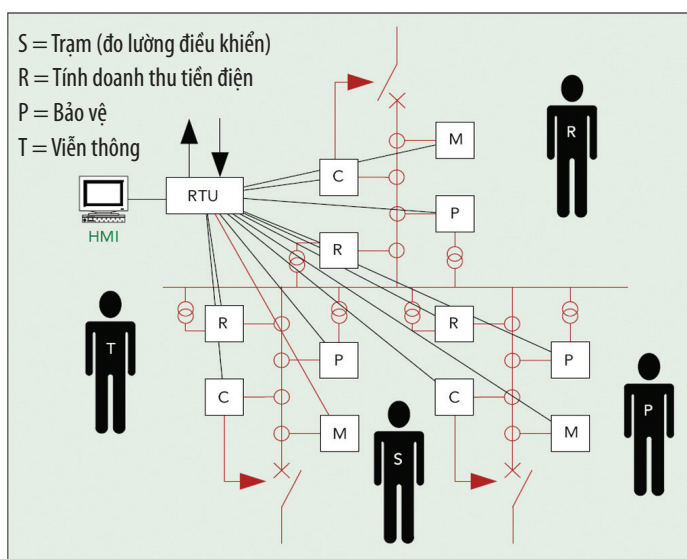 S = Trạm (đo lường điều khiển)
R = Tính doanh thu tiền điện
P = Bảo vệ
T = Viễn thông
R
M
C
RTU
P
HMI
R
R
R
T
P
P
C
C
P
M
M
S